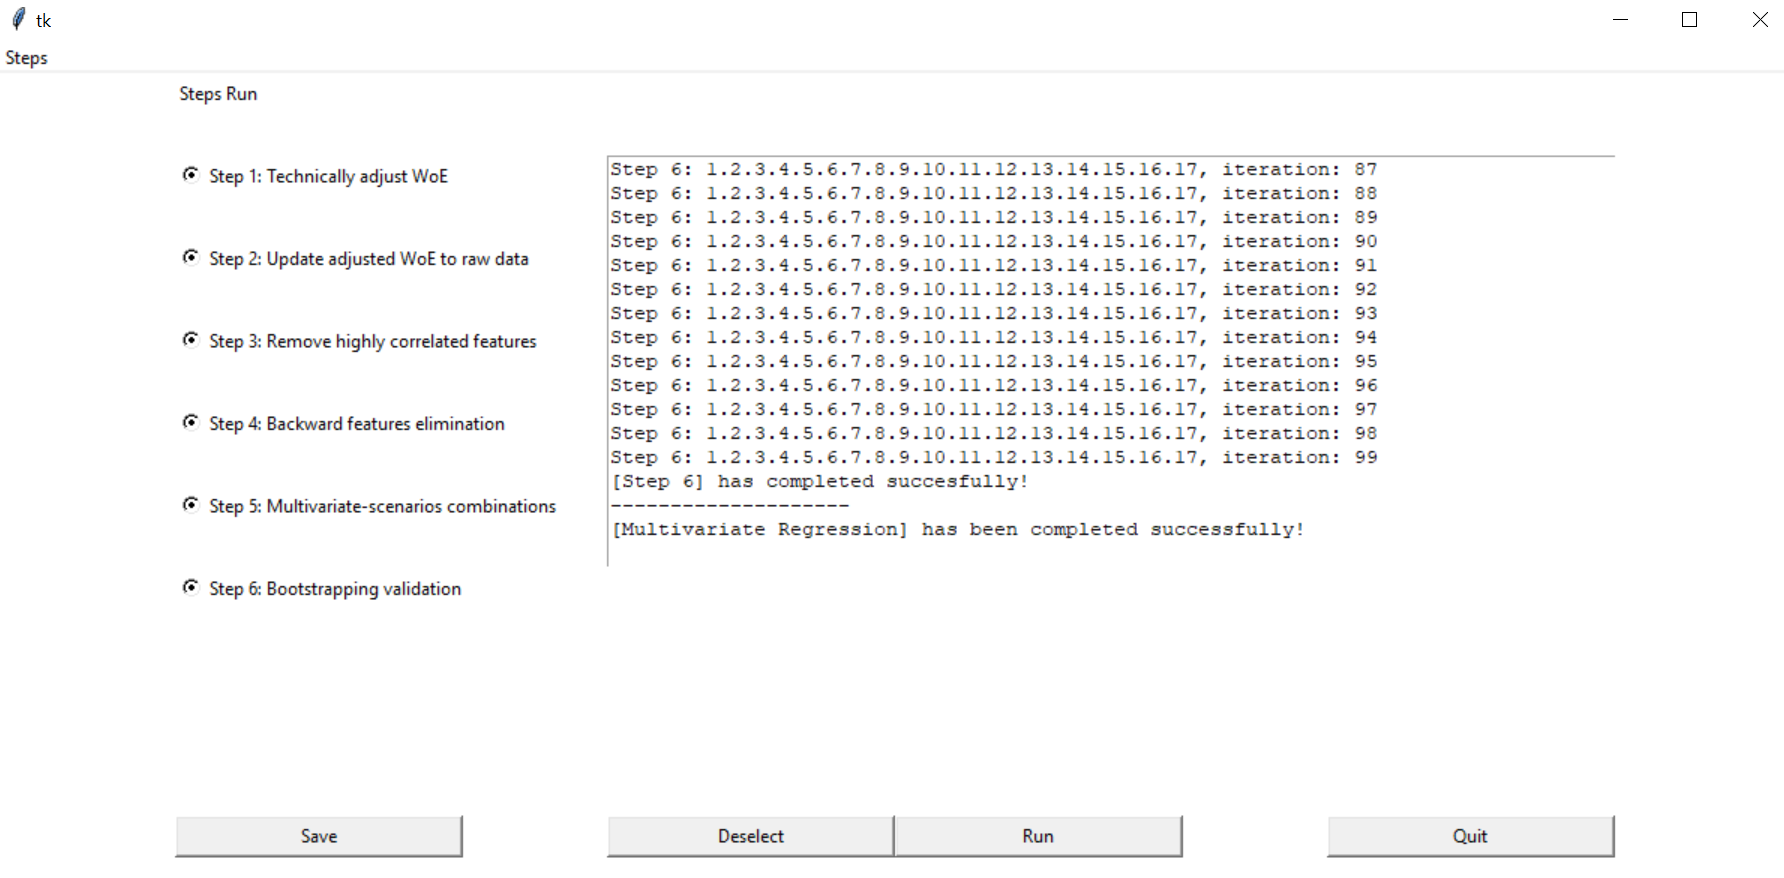 tk
Steps
Steps Run
Step 1: Technically adjust WoE
Step 2: Update adjusted WoE to raw data
Step 3: Remove highly correlated features
Step 4: Backward features elimination
Step 5: Multivariate-scenarios combinations
Step 6: Bootstrapping validation
Step 6: 1.2.3.4.5.6.7.8.9.10.11.12.13.14.15.16.17, iteration: 87
Step 6: 1.2.3.4.5.6.7.8.9.10.11.12.13.14.15.16.17, iteration: 88
Step 6: 1.2.3.4.5.6.7.8.9.10.11.12.13.14.15.16.17, iteration: 89
Step 6: 1.2.3.4.5.6.7.8.9.10.11.12.13.14.15.16.17, iteration: 90
Step 6: 1.2.3.4.5.6.7.8.9.10.11.12.13.14.15.16.17, iteration: 91
Step 6: 1.2.3.4.5.6.7.8.9.10.11.12.13.14.15.16.17, iteration: 92
Step 6: 1.2.3.4.5.6.7.8.9.10.11.12.13.14.15.16.17, iteration: 93
Step 6: 1.2.3.4.5.6.7.8.9.10.11.12.13.14.15.16.17, iteration: 94
Step 6: 1.2.3.4.5.6.7.8.9.10.11.12.13.14.15.16.17, iteration: 95
Step 6: 1.2.3.4.5.6.7.8.9.10.11.12.13.14.15.16.17, iteration: 96
Step 6: 1.2.3.4.5.6.7.8.9.10.11.12.13.14.15.16.17, iteration: 97
Step 6: 1.2.3.4.5.6.7.8.9.10.11.12.13.14.15.16.17, iteration: 98
Step 6: 1.2.3.4.5.6.7.8.9.10.11.12.13.14.15.16.17, iteration: 99
[Step 6] has completed succesfully!
--------------------
[Multivariate Regression] has been completed successfully!
Save
Deselect
Run
Quit